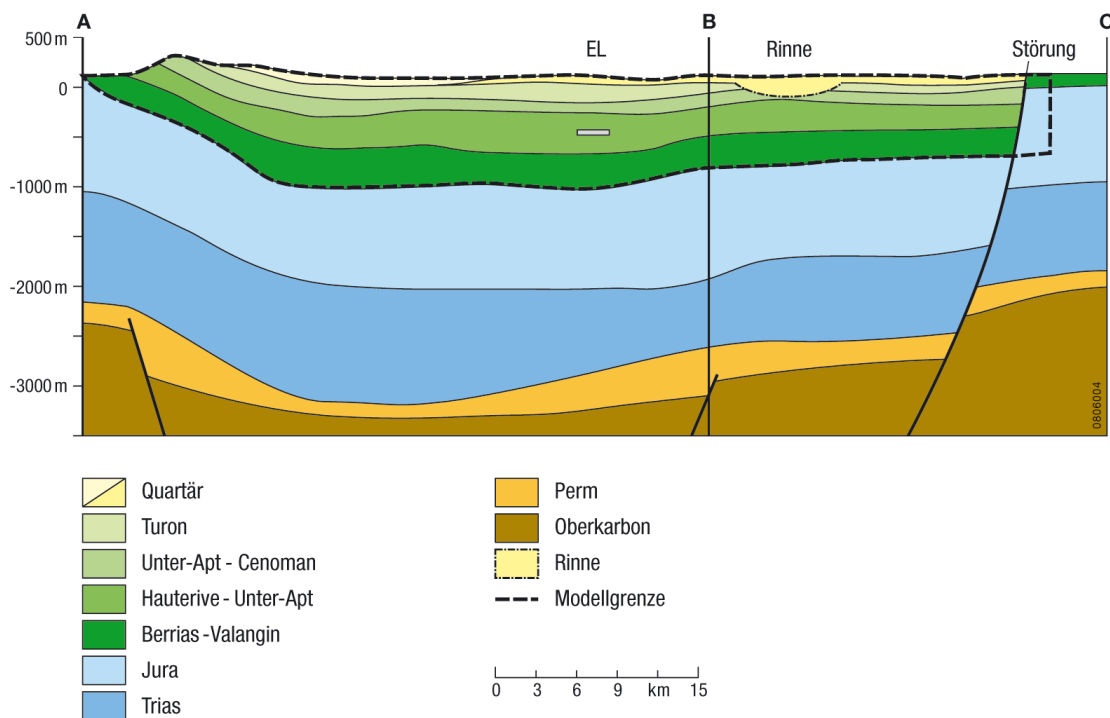 A B C
500 m
EL Rinne Störung
0
-1000 m
-2000 m
-3000 m
0806004
Quartär
Turon
Unter-Apt - Cenoman
Hauterive - Unter-Apt
Berrias - Valangin
Jura
Trias
Perm
Oberkarbon
Rinne
Modellgrenze
0 3 6 9 km 15